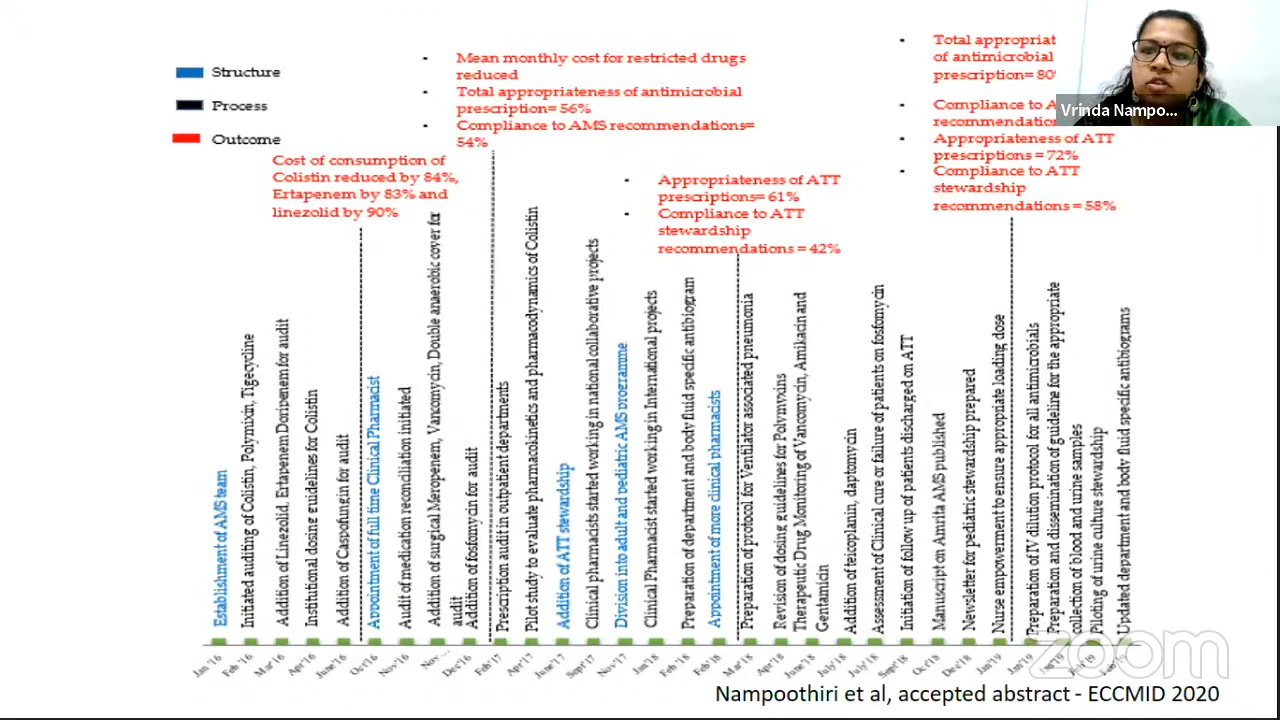 Structure
Process
Outcome
Cost of consumption of
Colistin reduced by 84%,
Ertapenem by 83% and
linezolid by 90%
• Mean monthly cost for restricted drugs
reduced
• Total appropriateness of antimicrobial
prescription= 56%
• Compliance to AMS recommendations=
54%
• Appropriateness of ATT
prescriptions= 61%
• Compliance to ATT
stewardship
recommendations = 42%
• Total appropriat
of antimicrobial
prescription= 80
• Compliance to A
recommendation
• Appropriateness of ATT
prescriptions = 72%
• Compliance to ATT
stewardship
recommendations = 58%
Vrinda Nampo...
Establishment of AMS team
Initiated auditing of Colistin, Polymixin, Tigecycline
Addition of Linezolid, Ertapenem Doripenem for audit
Institutional dosing guidelines for Colistin
Addition of Caspofungin for audit
Appointment of full time Clinical Pharmacist
Audit of medication reconciliation initiated
Addition of surgical Meropenem, Vancomycin, Double anaerobic cover for
audit
Addition of fosfomycin for audit
Prescription audit in outpatient departments
Pilot study to evaluate pharmacokinetics and pharmacodynamics of Colistin
Addition of ATT stewardship
Clinical pharmacists started working in national collaborative projects
Division into adult and pediatric AMS programme
Clinical Pharmacist started working in International projects
Preparation of department and body fluid specific antibiogram
Appointment of more clinical pharmacists
Preparation of protocol for Ventilator associated pneumonia
Revision of dosing guidelines for Polymyxins
Therapeutic Drug Monitoring of Vancomycin, Amikacin and
Gentamicin
Addition of teicoplanin, daptomycin
Assessment of Clinical cure or failure of patients on fosfomycin
Initiation of follow up of patients discharged on ATT
Manuscript on Amrita AMS published
Newsletter for pediatric stewardship prepared
Nurse empowerment to ensure appropriate loading dose
Preparation of IV dilution protocol for all antimicrobials
Preparation and dissemination of guideline for the appropriate
collection of blood and urine samples
Piloting of urine culture stewardship
Updated department and body fluid specific antibiograms
Jan'16
Feb'16
Mar'16
Apr'16
June'16
Oct'16
Nov'16
Nov...
Dec'16
Feb'17
Apr'17
June'17
Sept'17
Nov'17
Jan'18
Feb'18
Feb'18
Mar'18
Apr'18
June'18
July'18
July'18
Sept'18
Oct'18
Dec'18
Jan'19
Jan'19
zoom
Nampoothiri et al, accepted abstract - ECCMID 2020